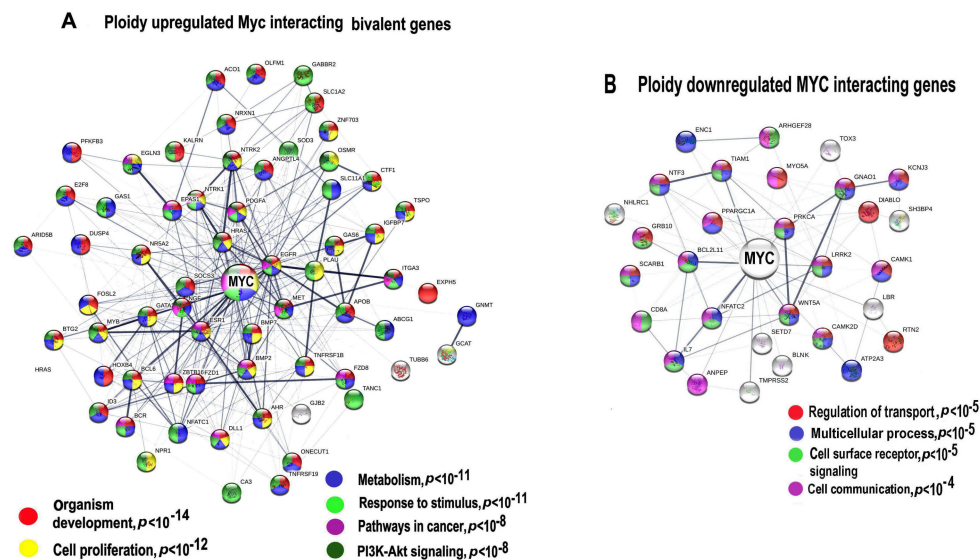 A Ploidy upregulated Myc interacting bivalent genes
ACO1
OLFM1
GABBR2
SLC1A2
NRXN1
ZNF703
PFKFB3
KALRN
SOD3
EGLN3
NTRK2
ANGPTL4
OSMR
CTF1
E2F8
GAS1
NTRK1
EPAS1
PDGFA
SLC11A1
TSPO
IGFBP7
ARID5B
DUSP4
NR5A2
HRAS
GAS6
EGFR
PLAU
ITGA3
EXPH5
SOCS3
MYC
FOSL2
NGF
MET
APOB
ABCG1
GNMT
BTG2
MYB
GATA
ESR1
BMP7
GCAT
HRAS
HOXB4
BCL6
ZBTB16
FZD1
BMP2
TNFRSF1B
TUBB6
FZD8
ID3
BCR
NFATC1
DLL1
AHR
GJB2
TANC1
NPR1
ONECUT1
CA3
TNFRSF19
Organism
development, p<10-14
Cell proliferation, p<10-12
Metabolism, p<10-11
Response to stimulus, p<10-11
Pathways in cancer, p<10-8
PI3K-Akt signaling, p<10-8
B Ploidy downregulated MYC interacting genes
ENC1
ARHGEF28
TOX3
TIAM1
MYO5A
KCNJ3
NTF3
GNAO1
NHLRC1
PPARGC1A
PRKCA
DIABLO
SH3BP4
GRB10
BCL2L11
MYC
SCARB1
LRRK2
CAMK1
LBR
CD8A
NFATC2
WNT5A
SETD7
CAMK2D
RTN2
IL7
BLNK
ATP2A3
ANPEP
TMPRSS2
Regulation of transport, p<10-5
Multicellular process, p<10-5
Cell surface receptor, p<10-5
signaling
Cell communication, p<10-4